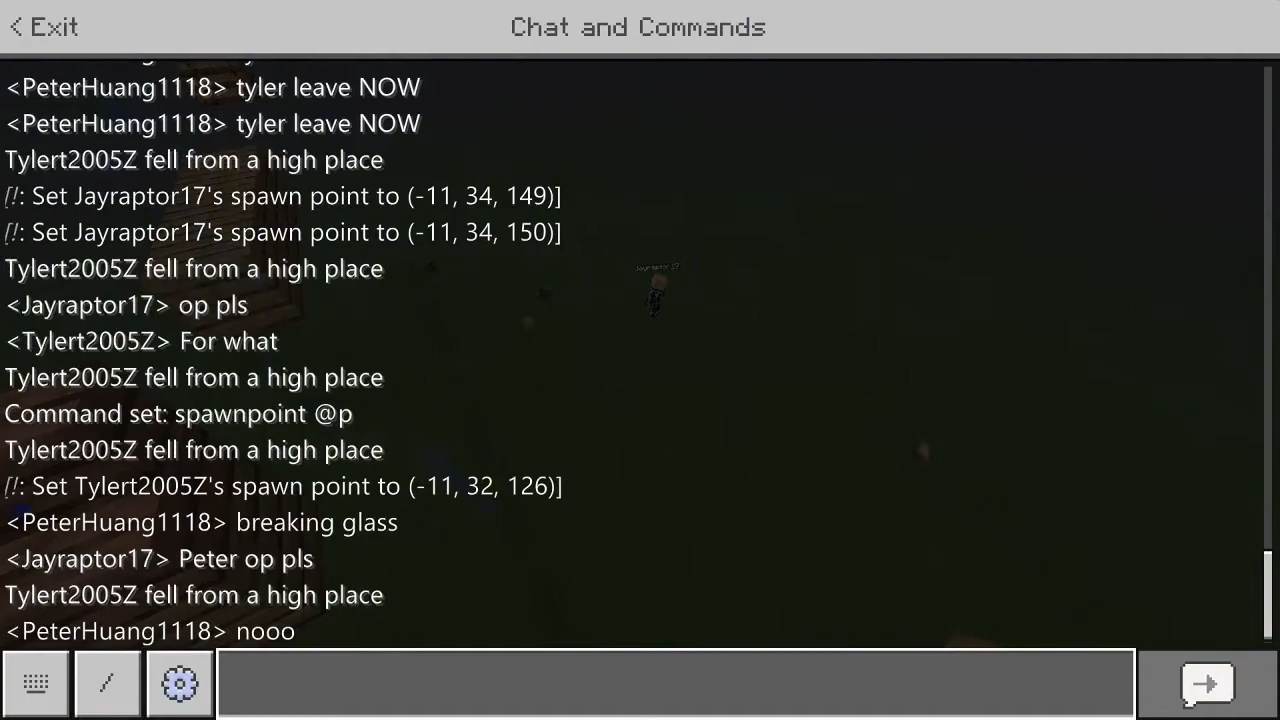 < Exit
Chat and Commands
<PeterHuang1118> tyler leave NOW
<PeterHuang1118> tyler leave NOW
Tylert2005Z fell from a high place
[!: Set Jayraptor17's spawn point to (-11, 34, 149)]
[!: Set Jayraptor17's spawn point to (-11, 34, 150)]
Tylert2005Z fell from a high place
Jayraptor17
<Jayraptor17> op pls
<Tylert2005Z> For what
Tylert2005Z fell from a high place
Command set: spawnpoint @p
Tylert2005Z fell from a high place
[!: Set Tylert2005Z's spawn point to (-11, 32, 126)]
<PeterHuang1118> breaking glass
<Jayraptor17> Peter op pls
Tylert2005Z fell from a high place
<PeterHuang1118> nooo
/